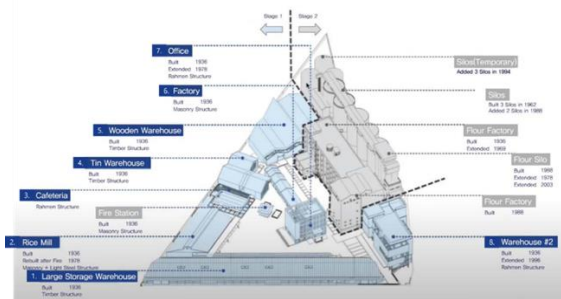 Stage 1
Stage 2
7. Office
Built 1936
Extended 1978
Rahmen Structure
6. Factory
Built 1936
Masonry Structure
5. Wooden Warehouse
Built 1936
Timber Structure
4. Tin Warehouse
Built 1936
Timber Structure
3. Cafeteria
Rahmen Structure
Fire Station
Built 1936
Masonry Structure
2. Rice Mill
Built 1936
Rebuilt after Fire 1978
Masonry + Light Steel Structure
1. Large Storage Warehouse
Built 1936
Timber Structure
Silos(Temporary)
Added 3 Silos in 1994
Silos
Built 3 Silos in 1962
Added 2 Silos in 1986
Flour Factory
Built 1936
Extended 1969
Flour Silo
Built 1968
Extended 1978
Extended 2003
Flour Factory
Built 1988
8. Warehouse #2
Built 1936
Extended 1996
Rahmen Structure